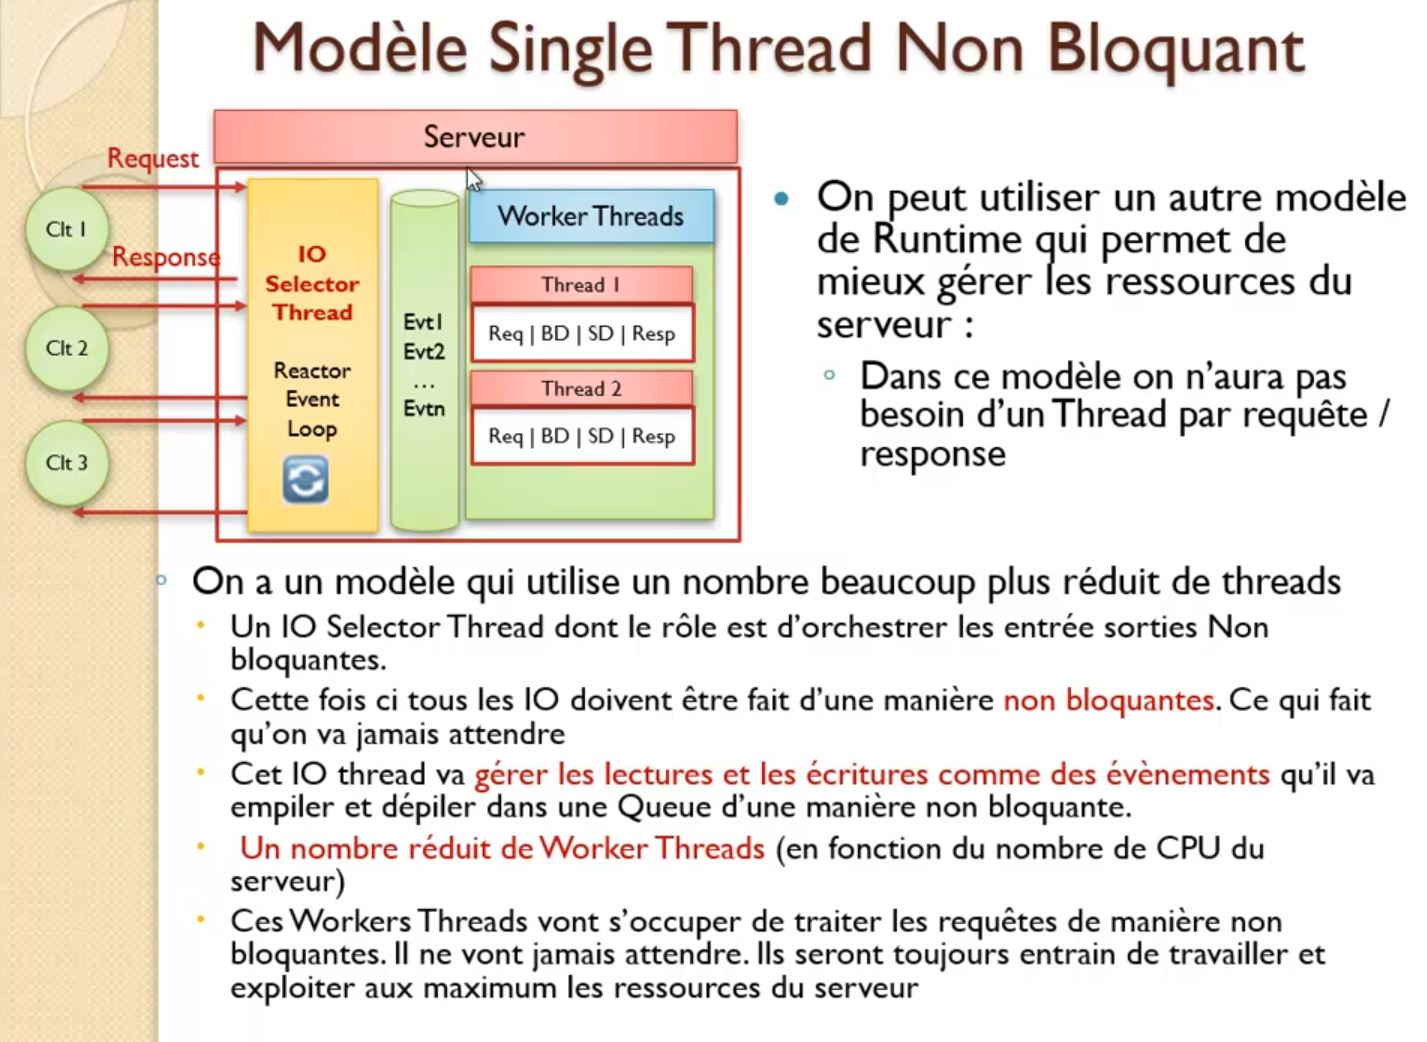 Modèle Single Thread Non Bloquant
Serveur
Request
Clt 1
Response
Clt 2
Clt 3
IO
Selector
Thread
Reactor
Event
Loop
Evt1
Evt2
...
Evtn
Worker Threads
Thread 1
Req | BD | SD | Resp
Thread 2
Req | BD | SD | Resp
• On peut utiliser un autre modèle
de Runtime qui permet de
mieux gérer les ressources du
serveur :
◦ Dans ce modèle on n’aura pas
besoin d’un Thread par requête /
response
◦ On a un modèle qui utilise un nombre beaucoup plus réduit de threads
• Un IO Selector Thread dont le rôle est d’orchestrer les entrée sorties Non
bloquantes.
• Cette fois ci tous les IO doivent être fait d’une manière non bloquantes. Ce qui fait
qu’on va jamais attendre
• Cet IO thread va gérer les lectures et les écritures comme des évènements qu’il va
empiler et dépiler dans une Queue d’une manière non bloquante.
• Un nombre réduit de Worker Threads (en fonction du nombre de CPU du
serveur)
• Ces Workers Threads vont s’occuper de traiter les requêtes de manière non
bloquantes. Il ne vont jamais attendre. Ils seront toujours entrain de travailler et
exploiter aux maximum les ressources du serveur